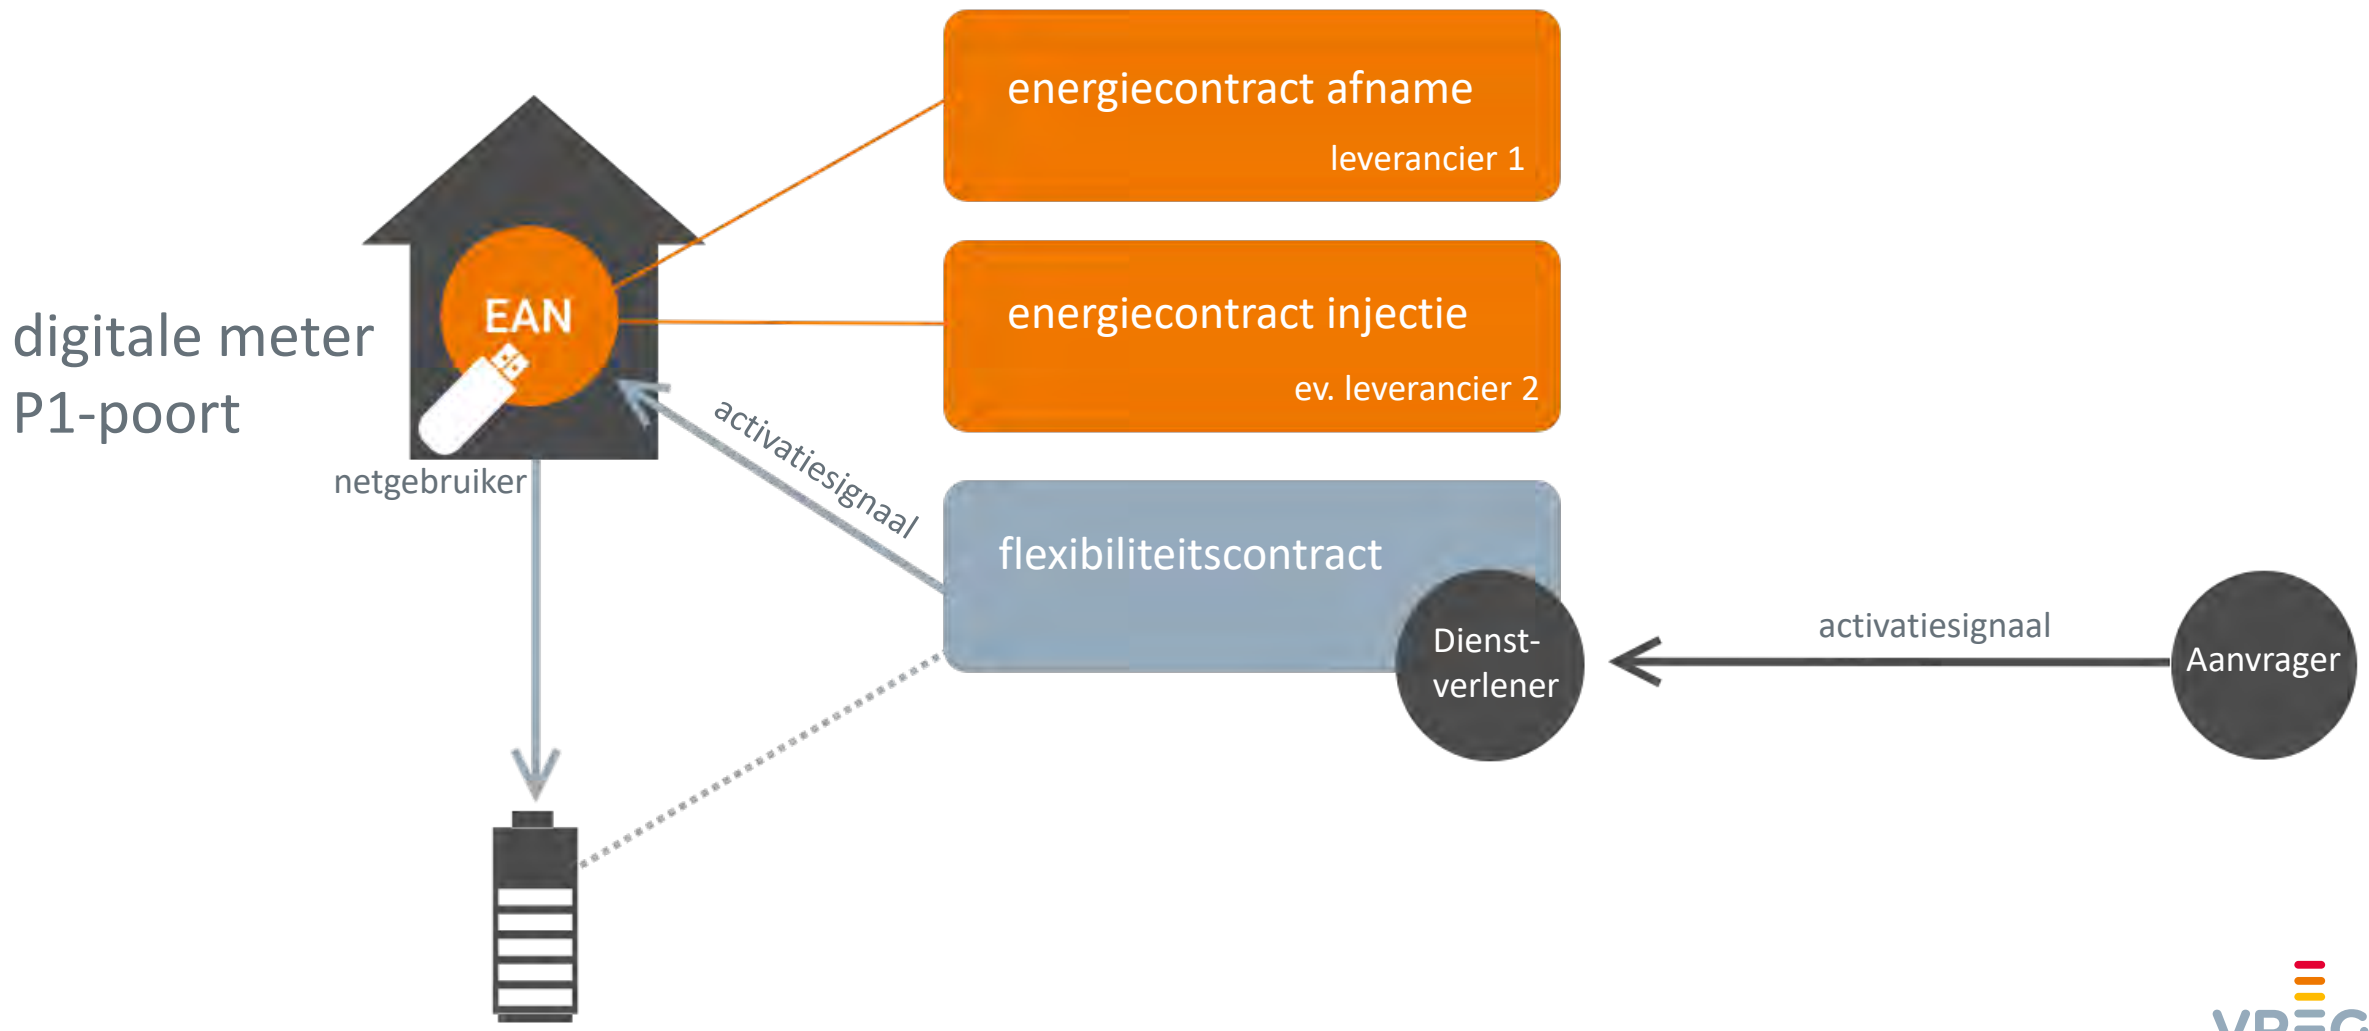 energiecontract afname
leverancier 1
EAN
energiecontract injectie
ev. leverancier 2
digitale meter
P1-poort
netgebruiker
activatiesignaal
flexibiliteitscontract
Dienst-
verlener
activatiesignaal
Aanvrager
VREG